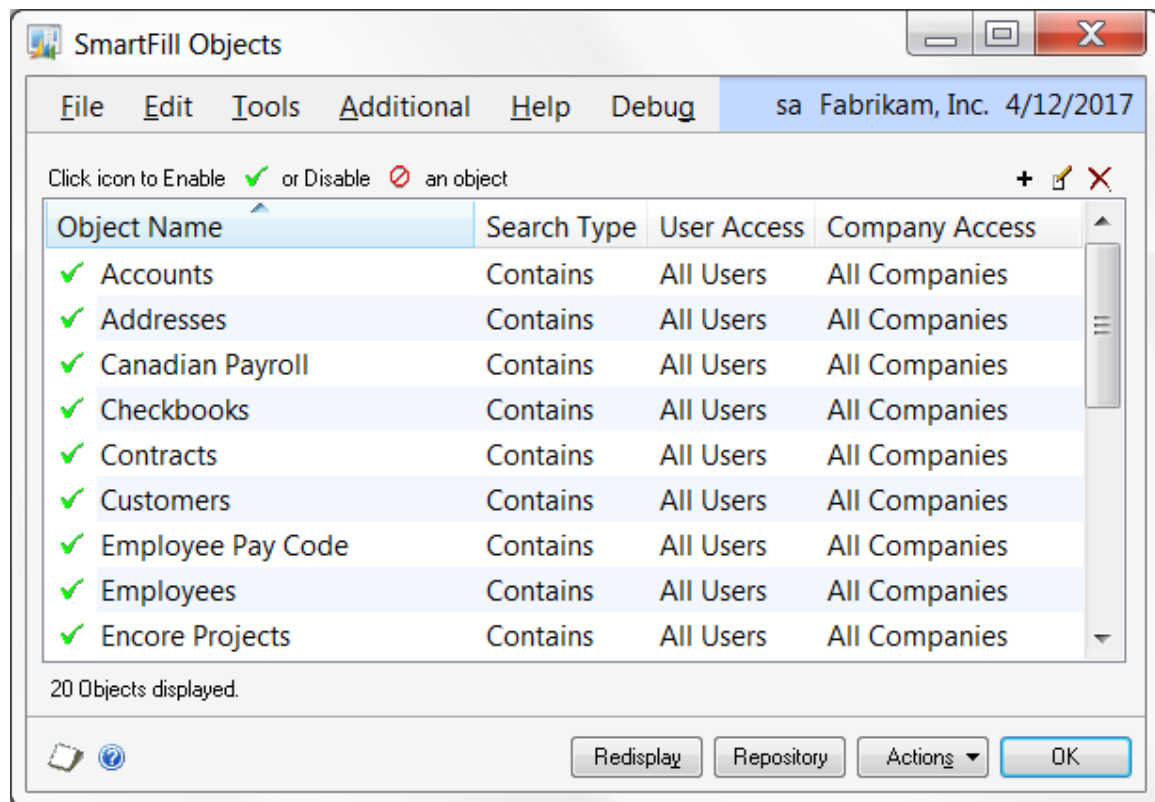 SmartFill Objects
File Edit Tools Additional Help Debug sa Fabrikam, Inc. 4/12/2017
Click icon to Enable or Disable an object
Object Name Search Type User Access Company Access
Accounts Contains All Users All Companies
Addresses Contains All Users All Companies
Canadian Payroll Contains All Users All Companies
Checkbooks Contains All Users All Companies
Contracts Contains All Users All Companies
Customers Contains All Users All Companies
Employee Pay Code Contains All Users All Companies
Employees Contains All Users All Companies
Encore Projects Contains All Users All Companies
20 Objects displayed.
Redisplay Repository Actions OK